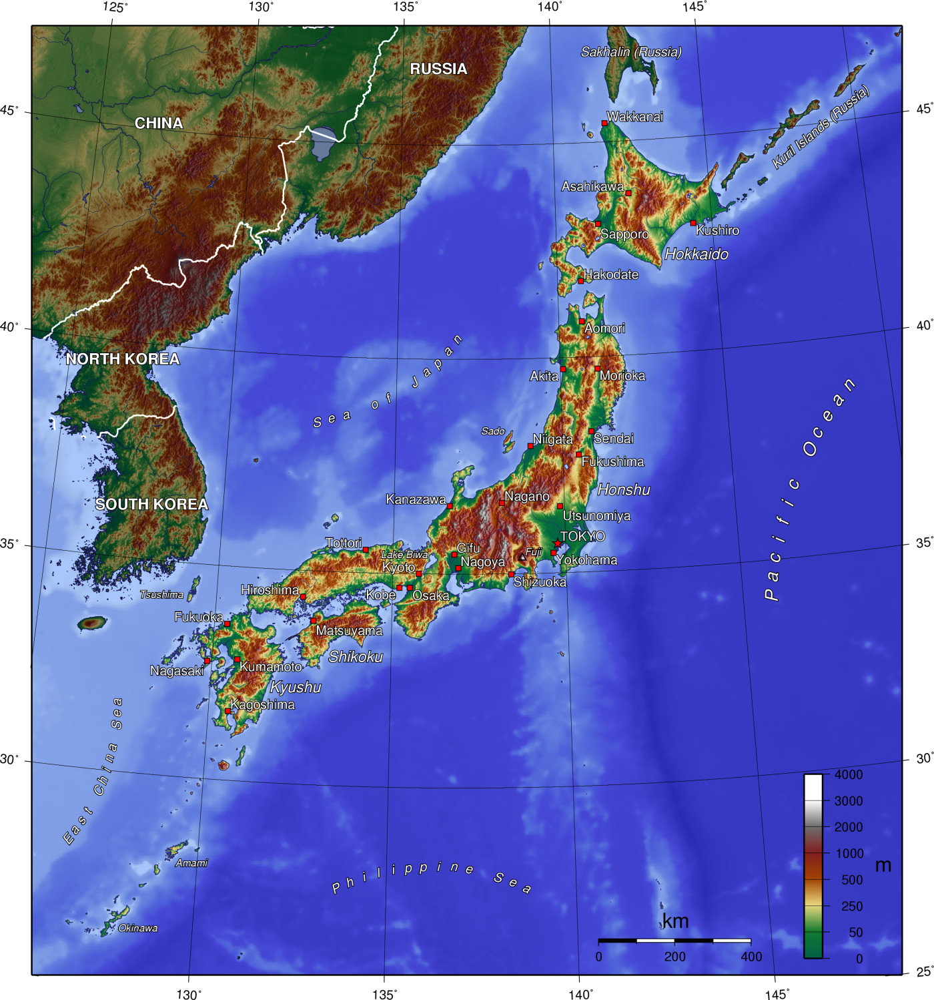 125°
130°
135°
140°
145°
Sakhalin (Russia)
RUSSIA
45°
45°
CHINA
Wakkanai
Kuril Islands (Russia)
Asahikawa
Sapporo
Kushiro
Hokkaido
Hakodate
40°
40°
Aomori
NORTH KOREA
Akita
Morioka
Sea of Japan
Sado
Niigata
Sendai
Fukushima
Pacific Ocean
Honshu
SOUTH KOREA
Kanazawa
Nagano
Utsunomiya
35°
35°
TOKYO
Tottori
Lake Biwa
Gifu
Fuji
Yokohama
Nagoya
Kyoto
Shizuoka
Tsushima
Hiroshima
Kobe
Osaka
Fukuoka
Matsuyama
Shikoku
Nagasaki
Kumamoto
Kyushu
Kagoshima
East China Sea
30°
30°
4000
3000
2000
1000
500
250
50
0
m
Amami
Philippine Sea
Okinawa
km
0
200
400
25°
130°
135°
140°
145°